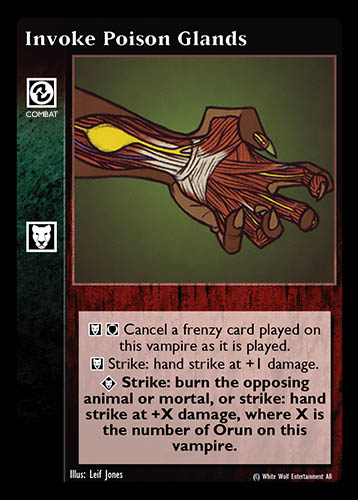 Invoke Poison Glands
COMBAT
Cancel a frenzy card played on
this vampire as it is played.
Strike: hand strike at +1 damage.
Strike: burn the opposing
animal or mortal, or strike: hand
strike at +X damage, where X is
the number of Orun on this
vampire.
Illus: Leif Jones
(C) White Wolf Entertainment AB